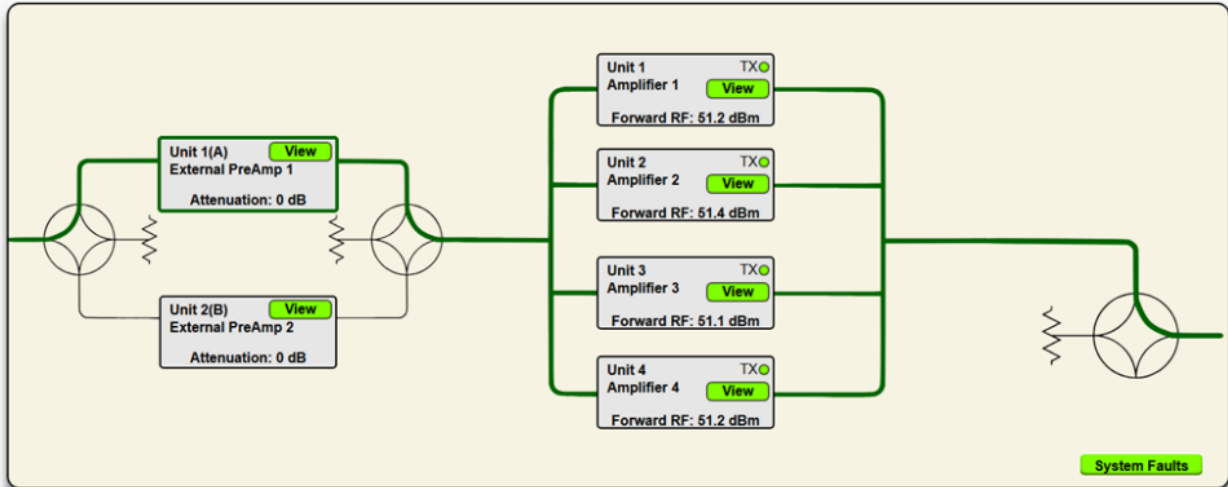 Unit 1(A)
View
External PreAmp 1
Attenuation: 0 dB
Unit 2(B)
View
External PreAmp 2
Attenuation: 0 dB
Unit 1
TX
Amplifier 1
View
Forward RF: 51.2 dBm
Unit 2
TX
Amplifier 2
View
Forward RF: 51.4 dBm
Unit 3
TX
Amplifier 3
View
Forward RF: 51.1 dBm
Unit 4
TX
Amplifier 4
View
Forward RF: 51.2 dBm
System Faults